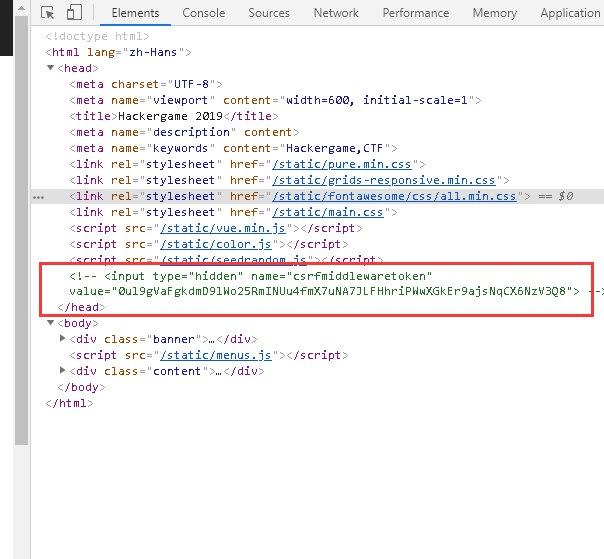 Elements Console Sources Network Performance Memory Application
<!doctype html>
<html lang="zh-Hans">
<head>
<meta charset="UTF-8">
<meta name="viewport" content="width=600, initial-scale=1">
<title>Hackergame 2019</title>
<meta name="description" content>
<meta name="keywords" content="Hackergame,CTF">
<link rel="stylesheet" href="/static/pure.min.css">
<link rel="stylesheet" href="/static/grids-responsive.min.css">
<link rel="stylesheet" href="/static/fontawesome/css/all.min.css"> == $0
<link rel="stylesheet" href="/static/main.css">
<script src="/static/vue.min.js"></script>
<script src="/static/color.js"></script>
<script src="/static/seedrandom.js"></script>
<!-- <input type="hidden" name="csrfmiddlewaretoken"
value="0ul9gVaFgkdmD9lWo25RmINUu4fmX7uNA7JLFHhriPWwXGkEr9ajsNqCX6NzV3Q8"> -->
</head>
<body>
<div class="banner">…</div>
<script src="/static/menus.js"></script>
<div class="content">…</div>
</body>
</html>